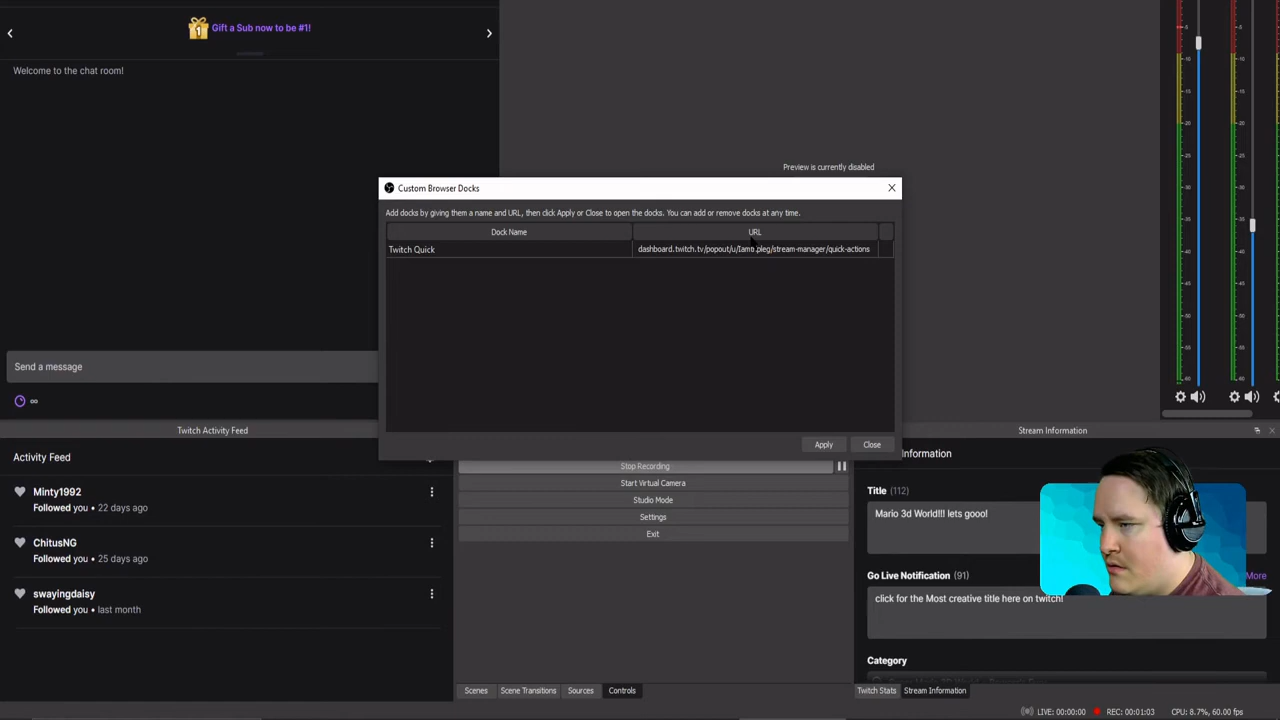 Gift a Sub now to be #1!
Welcome to the chat room!
Preview is currently disabled
Custom Browser Docks
Add docks by giving them a name and URL, then click Apply or Close to open the docks. You can add or remove docks at any time.
Dock Name URL
Twitch Quick
Apply Close
Send a message
Twitch Activity Feed
Activity Feed
Minty1992
Followed you • 22 days ago
ChitusNG
Followed you • 25 days ago
swayingdaisy
Followed you • last month
Stop Recording
Start Virtual Camera
Studio Mode
Settings
Exit
Scenes Scene Transitions Sources Controls
Stream Information
Information
Title (112)
Mario 3d World!!! lets gooo!
Go Live Notification (91) More
click for the Most creative title here on twitch!
Category
Twitch Stats Stream Information
LIVE: 00:00:00 REC: 00:01:03 CPU: 8.7%, 60.00 fps